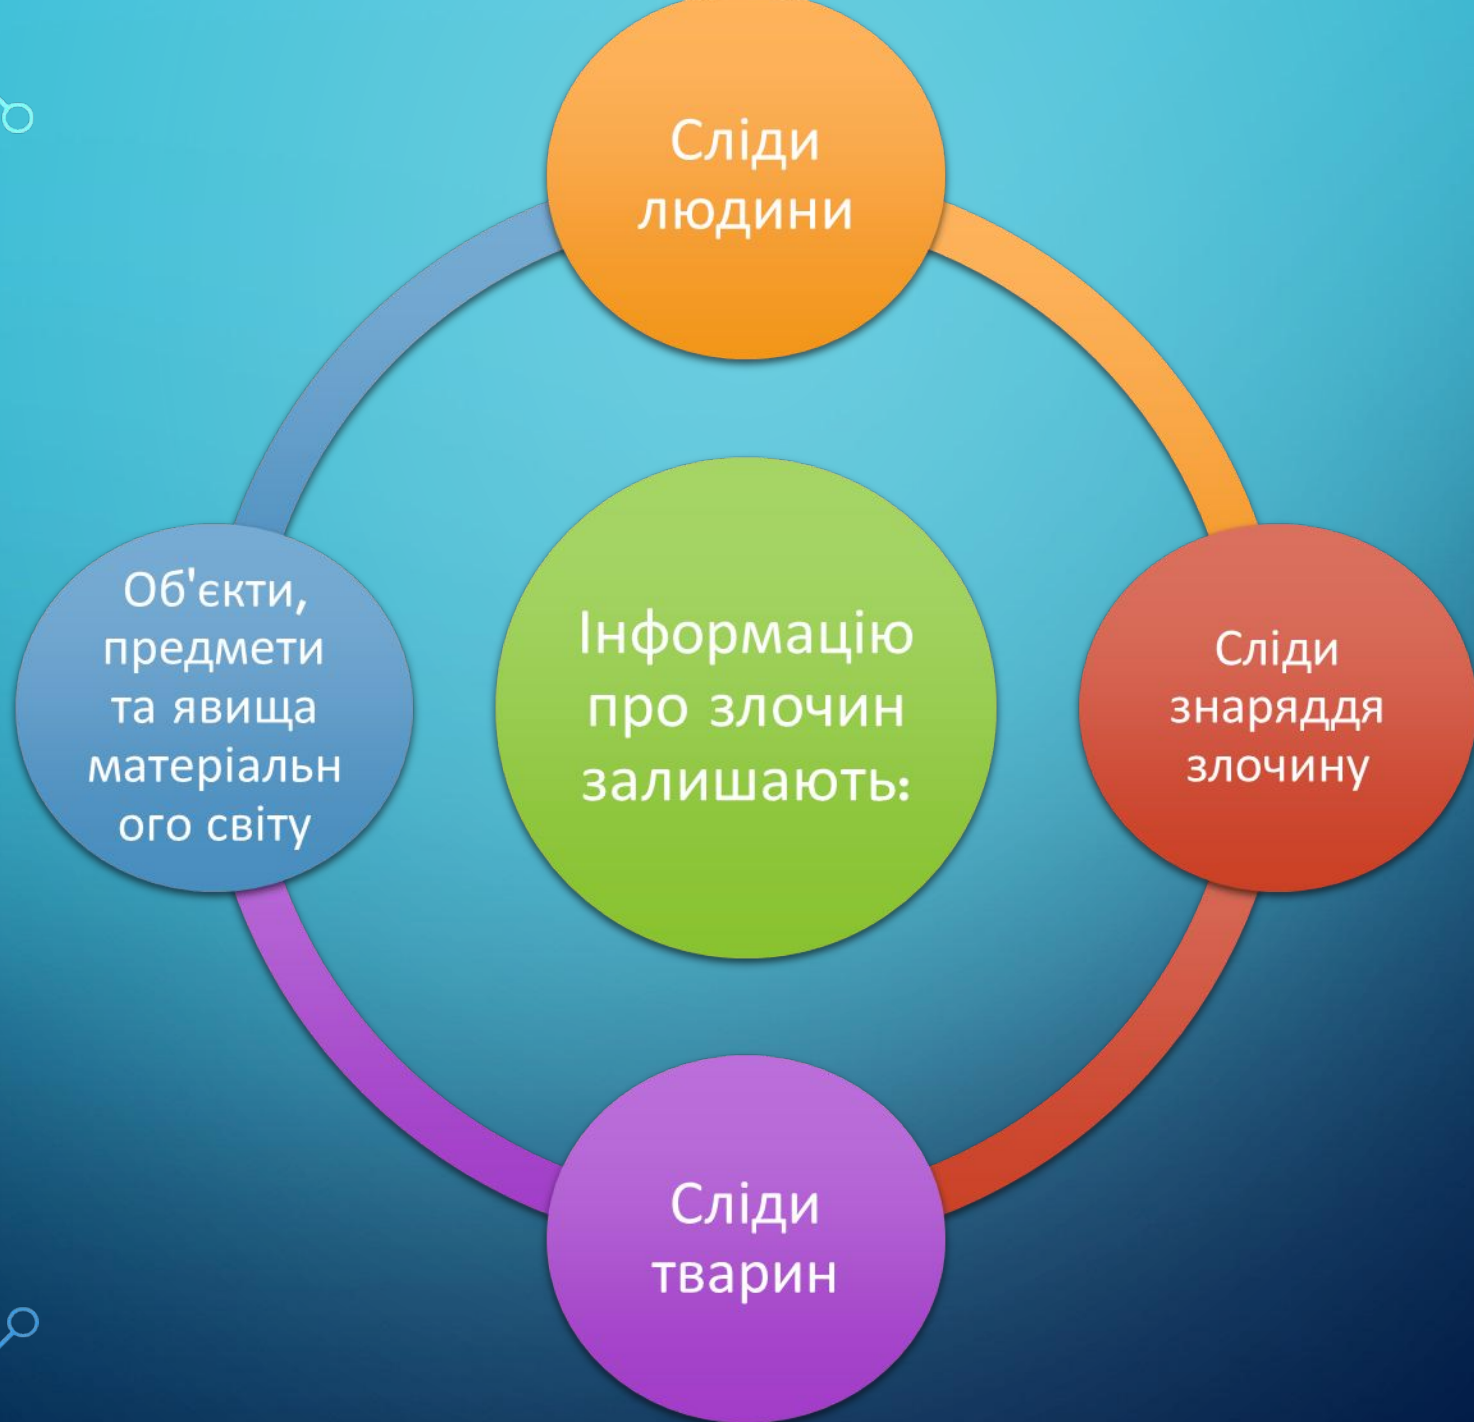 Сліди
людини
Об'єкти,
предмети
та явища
матеріальн
ого світу
Інформацію
про злочин
залишають:
Сліди
знаряддя
злочину
Сліди
тварин